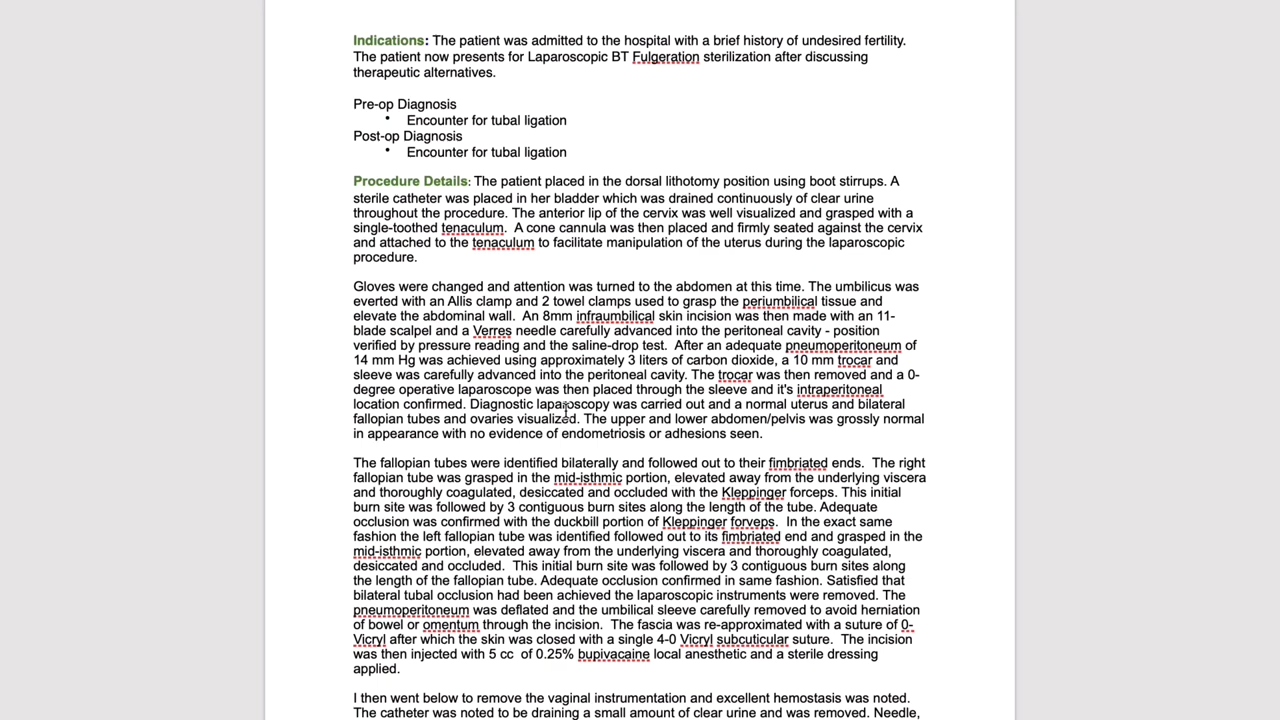 Indications: The patient was admitted to the hospital with a brief history of undesired fertility.
The patient now presents for Laparoscopic BT Fulgeration sterilization after discussing
therapeutic alternatives.
Pre-op Diagnosis
• Encounter for tubal ligation
Post-op Diagnosis
• Encounter for tubal ligation
Procedure Details: The patient placed in the dorsal lithotomy position using boot stirrups. A
sterile catheter was placed in her bladder which was drained continuously of clear urine
throughout the procedure. The anterior lip of the cervix was well visualized and grasped with a
single-toothed tenaculum. A cone cannula was then placed and firmly seated against the cervix
and attached to the tenaculum to facilitate manipulation of the uterus during the laparoscopic
procedure.
Gloves were changed and attention was turned to the abdomen at this time. The umbilicus was
everted with an Allis clamp and 2 towel clamps used to grasp the periumbilical tissue and
elevate the abdominal wall. An 8mm infraumbilical skin incision was then made with an 11-
blade scalpel and a Verres needle carefully advanced into the peritoneal cavity - position
verified by pressure reading and the saline-drop test. After an adequate pneumoperitoneum of
14 mm Hg was achieved using approximately 3 liters of carbon dioxide, a 10 mm trocar and
sleeve was carefully advanced into the peritoneal cavity. The trocar was then removed and a 0-
degree operative laparoscope was then placed through the sleeve and it's intraperitoneal
location confirmed. Diagnostic laparoscopy was carried out and a normal uterus and bilateral
fallopian tubes and ovaries visualized. The upper and lower abdomen/pelvis was grossly normal
in appearance with no evidence of endometriosis or adhesions seen.
The fallopian tubes were identified bilaterally and followed out to their fimbriated ends. The right
fallopian tube was grasped in the mid-isthmic portion, elevated away from the underlying viscera
and thoroughly coagulated, desiccated and occluded with the Kleppinger forceps. This initial
burn site was followed by 3 contiguous burn sites along the length of the tube. Adequate
occlusion was confirmed with the duckbill portion of Kleppinger forveps. In the exact same
fashion the left fallopian tube was identified followed out to its fimbriated end and grasped in the
mid-isthmic portion, elevated away from the underlying viscera and thoroughly coagulated,
desiccated and occluded. This initial burn site was followed by 3 contiguous burn sites along
the length of the fallopian tube. Adequate occlusion confirmed in same fashion. Satisfied that
bilateral tubal occlusion had been achieved the laparoscopic instruments were removed. The
pneumoperitoneum was deflated and the umbilical sleeve carefully removed to avoid herniation
of bowel or omentum through the incision. The fascia was re-approximated with a suture of 0-
Vicryl after which the skin was closed with a single 4-0 Vicryl subcuticular suture. The incision
was then injected with 5 cc of 0.25% bupivacaine local anesthetic and a sterile dressing
applied.
I then went below to remove the vaginal instrumentation and excellent hemostasis was noted.
The catheter was noted to be draining a small amount of clear urine and was removed. Needle,